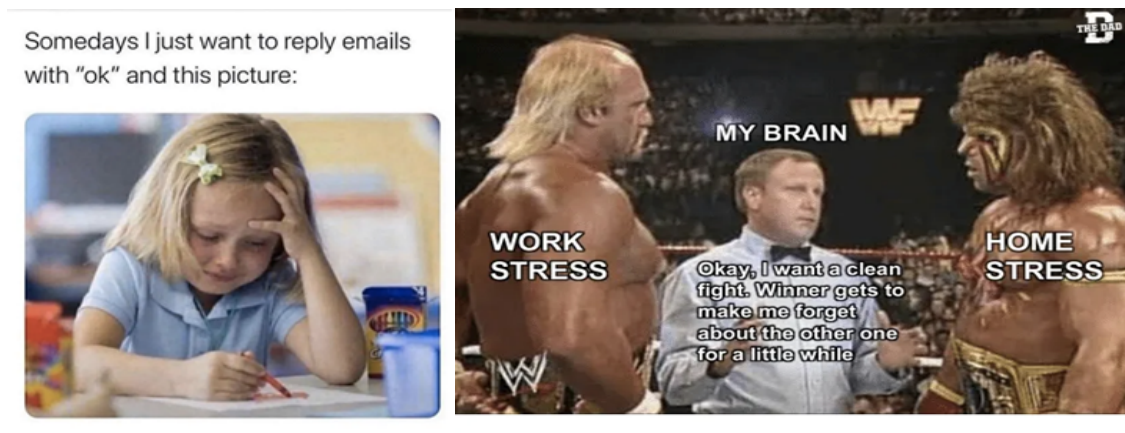 Somedays I just want to reply emails
with "ok" and this picture:
THE DAD
WF
MY BRAIN
WORK
STRESS
HOME
STRESS
Okay, I want a clean
fight. Winner gets to
make me forget
about the other one
for a little while
W